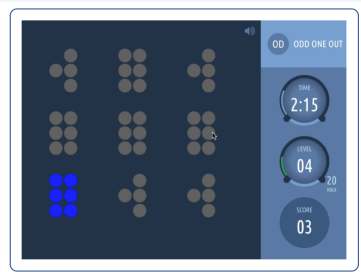 OD ODD ONE OUT
TIME
2:15
LEVEL
04
20
MAX
SCORE
03